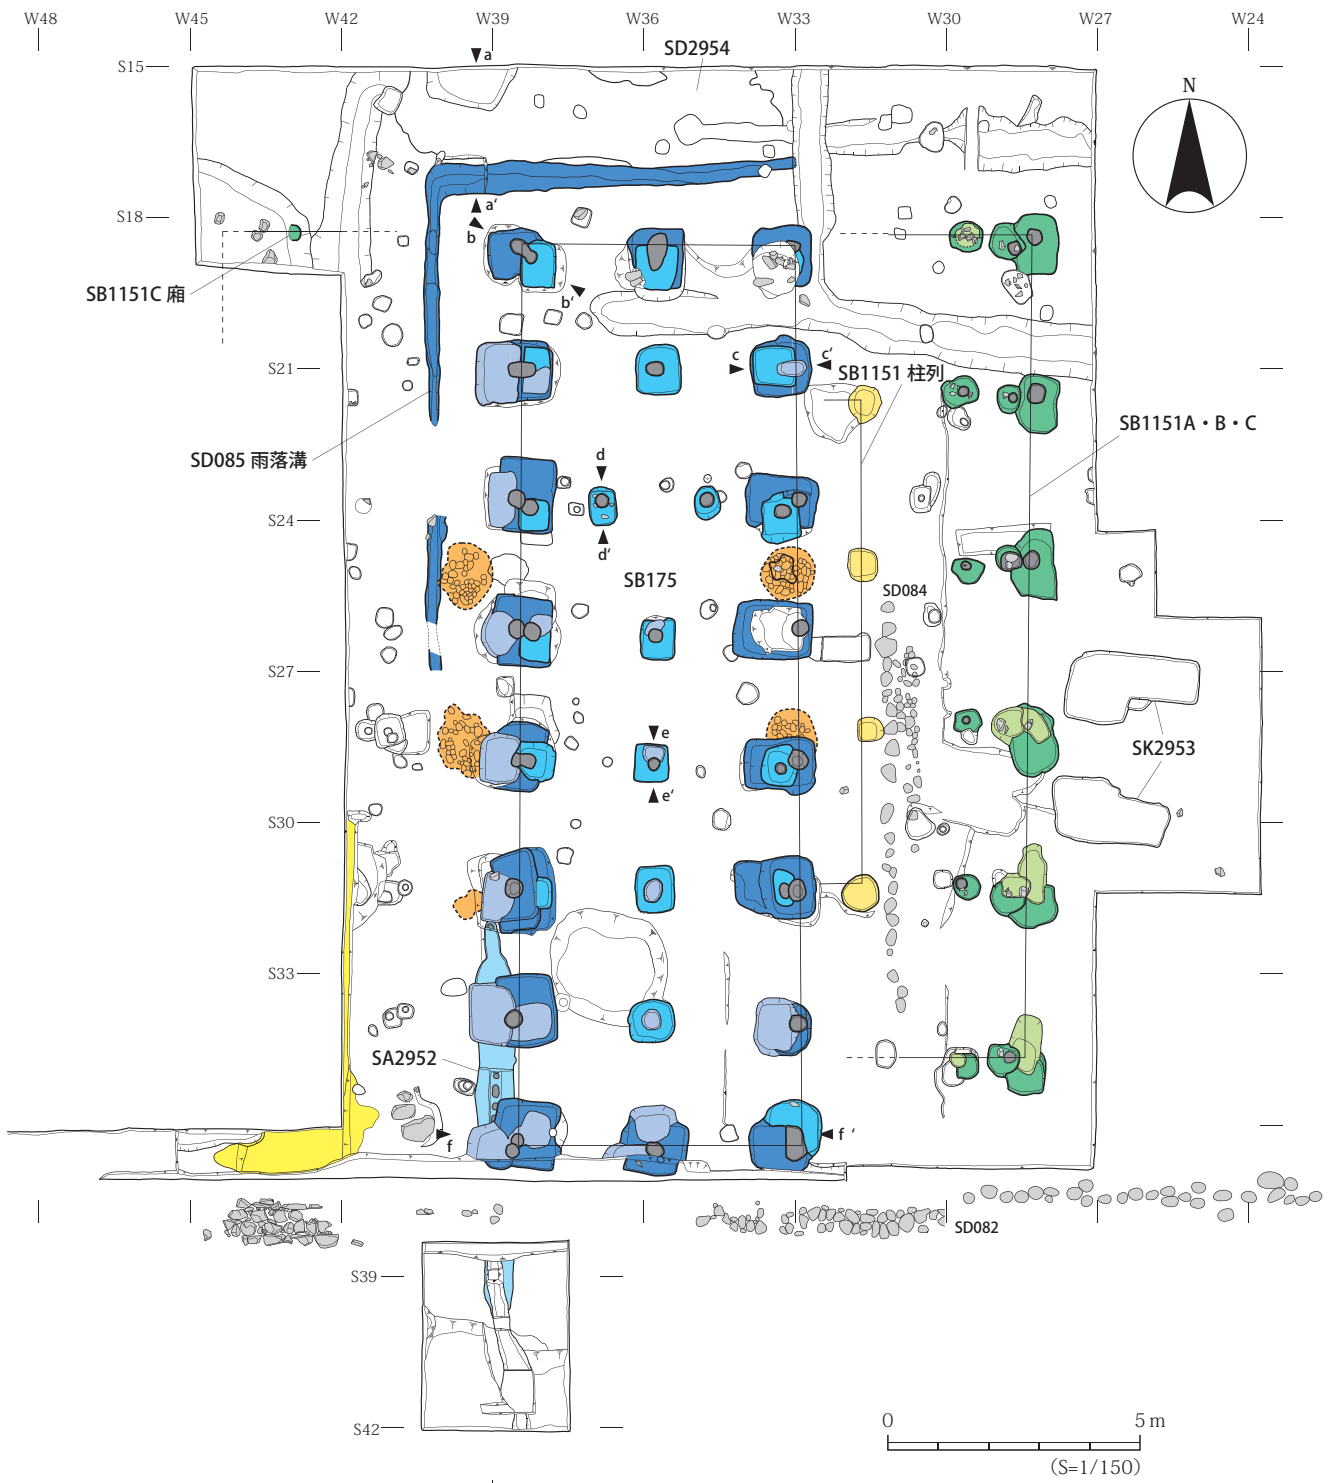 W48 W45 W42 W39 W36 W33 W30 W27 W24
S15
a
SD2954
N
S18
a'
b
SB1151C 廂
b'
S21
c
c'
SB1151 柱列
SB1151A・B・C
SD085 雨落溝
d
S24
d'
SB175
SD084
S27
e
SK2953
e'
S30
S33
SA2952
f
f '
SD082
S39
S42
0 5 m
(S=1/150)